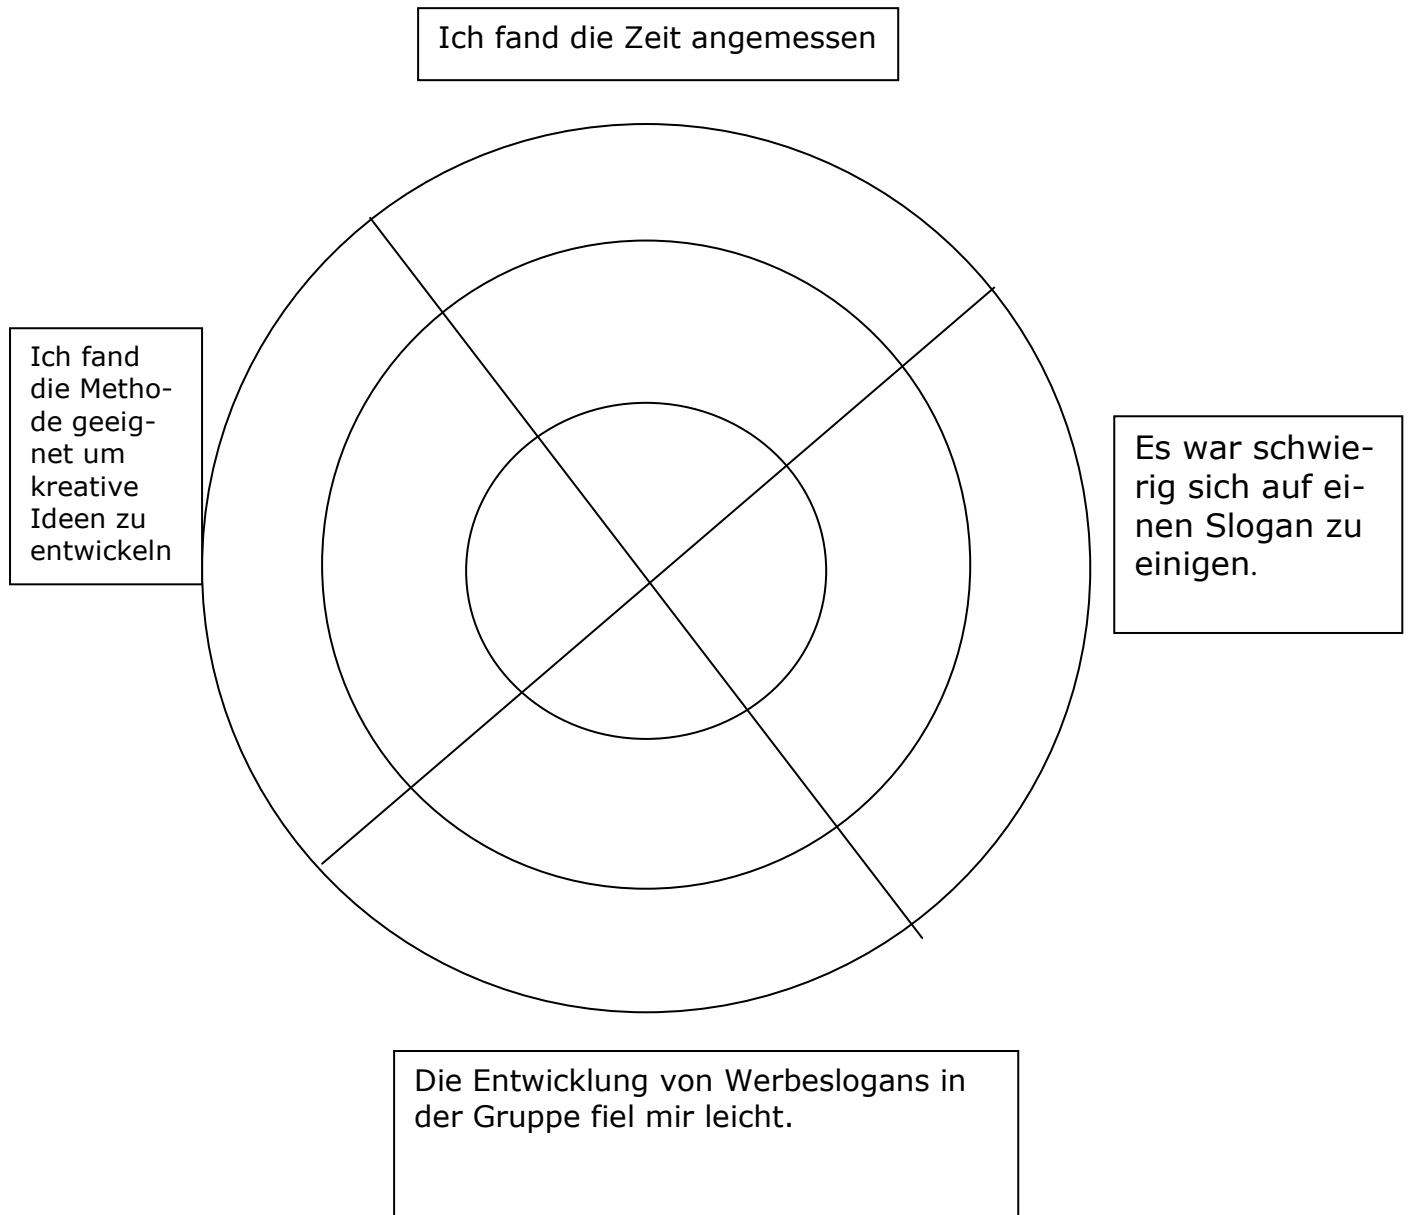 Ich fand die Zeit angemessen
Ich fand
die Metho-
de geeig-
net um
kreative
Ideen zu
entwickeln
Es war schwie-
rig sich auf ei-
nen Slogan zu
einigen.
Die Entwicklung von Werbeslogans in
der Gruppe fiel mir leicht.